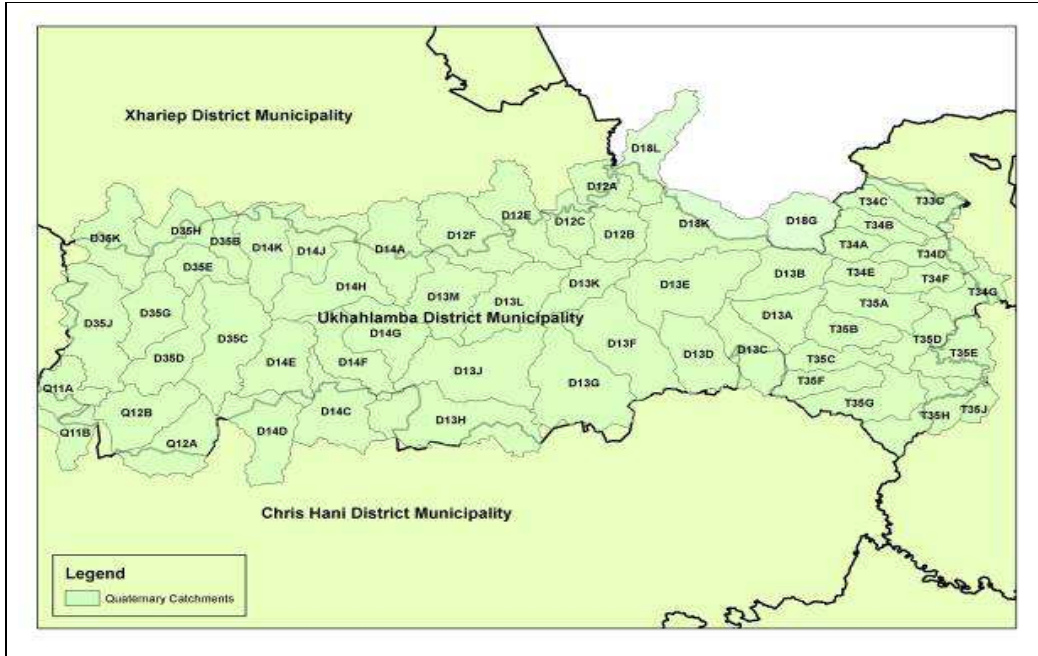 Xhariep District Municipality
D18L
D12A
D35K
D35H
D35B
D14K
D14J
D14A
D12F
D12E
D12C
D12B
D18K
D18G
T34C
T33G
T34B
T34A
T34D
D35E
D14H
D13M
D13L
D13K
D13E
D13B
T34E
T34F
T34G
D35J
D35G
D35C
Ukhahlamba District Municipality
D14G
D13F
D13A
T35A
T35B
T35D
T35E
D35D
D14E
D14F
D13J
D13D
D13C
T35C
T35F
Q11A
Q12B
D14C
D13G
D13H
T35G
T35H
T35J
Q11B
Q12A
D14D
Chris Hani District Municipality
Legend
Quaternary Catchments